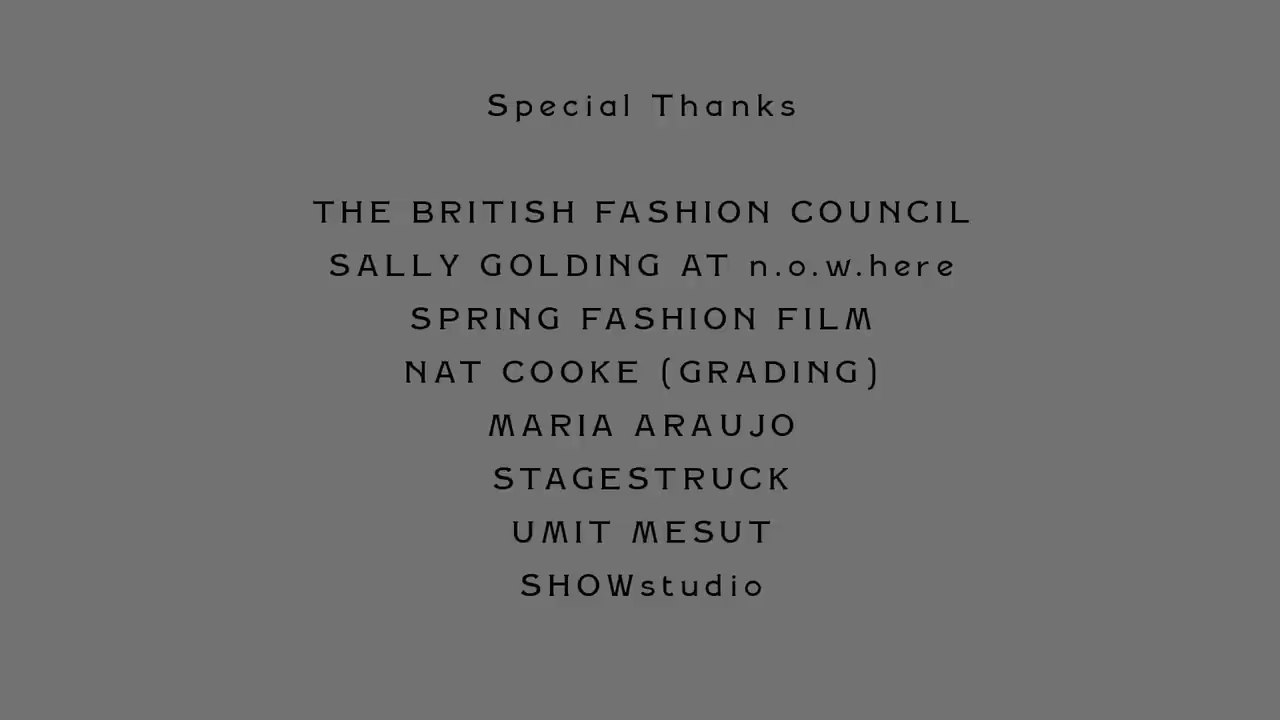 Special Thanks
THE BRITISH FASHION COUNCIL
SALLY GOLDING AT n.o.w.here
SPRING FASHION FILM
NAT COOKE (GRADING)
MARIA ARAUJO
STAGESTRUCK
UMIT MESUT
SHOWstudio